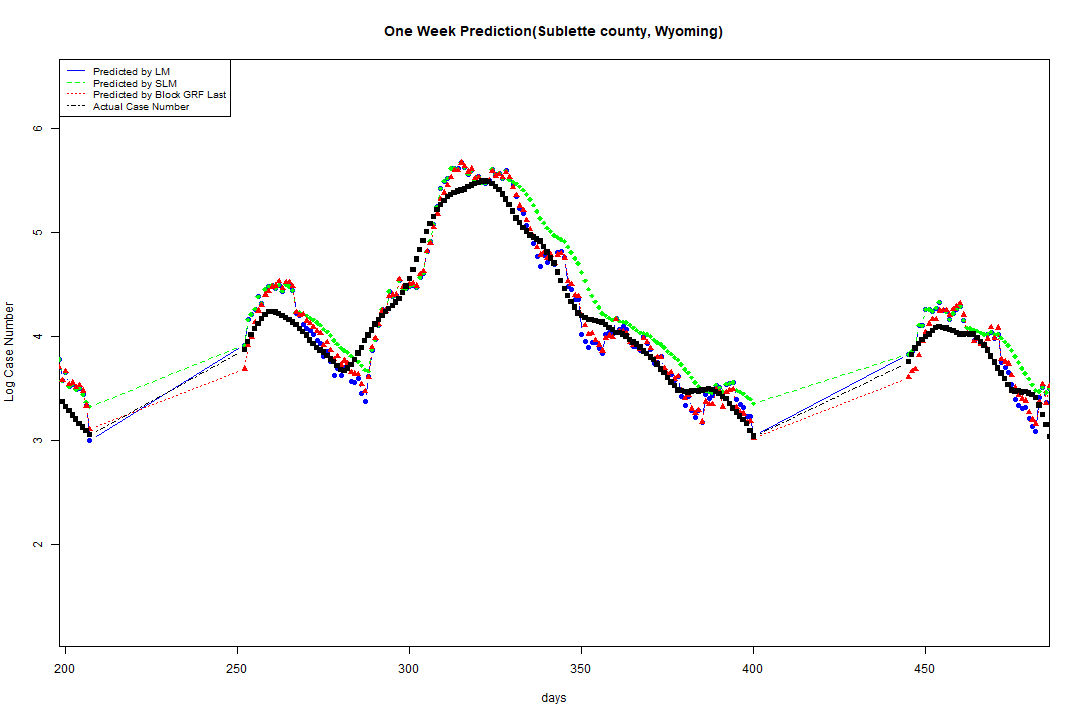 One Week Prediction(Sublette county, Wyoming)
Predicted by LM
Predicted by SLM
Predicted by Block GRF Last
Actual Case Number
Log Case Number
6
5
4
3
2
200 250 300 350 400 450
days